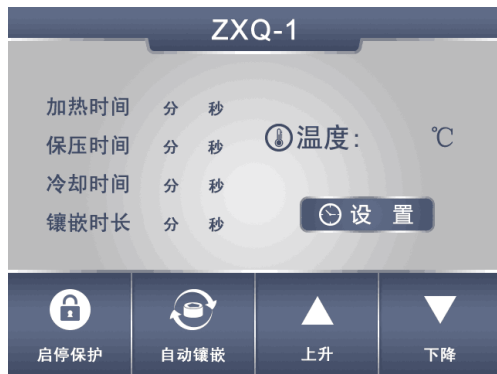 ZXQ-1
加热时间 分 秒
保压时间 分 秒
冷却时间 分 秒
镶嵌时长 分 秒
温度: ℃
设 置
启停保护 自动镶嵌 上升 下降